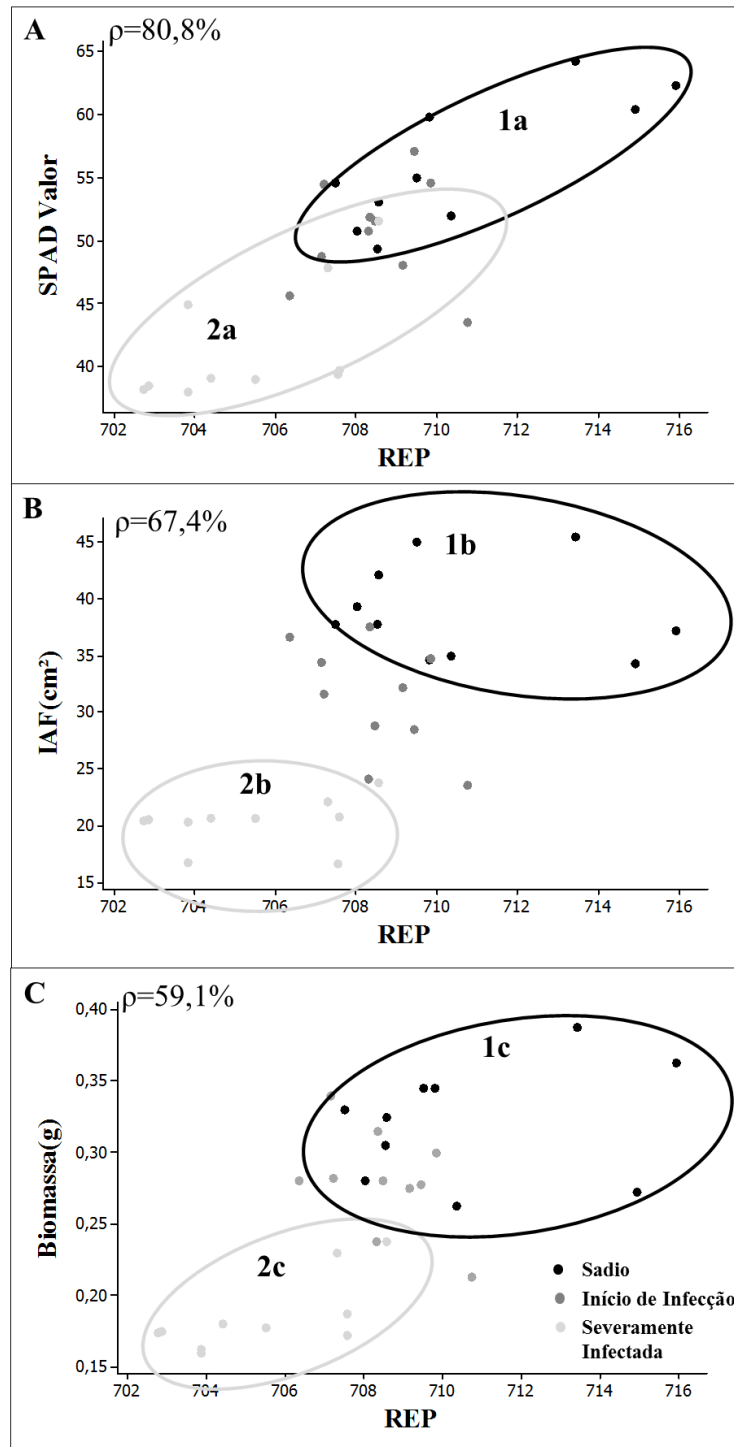 A
ρ=80,8%
65
60
55
50
45
40
SPAD Valor
1a
2a
702 704 706 708 710 712 714 716
REP
B
ρ=67,4%
45
40
35
30
25
20
15
IAF(cm²)
1b
2b
702 704 706 708 710 712 714 716
REP
C
ρ=59,1%
0,40
0,35
0,30
0,25
0,20
0,15
Biomassa(g)
1c
2c
Sadio
Início de Infecção
Severamente
Infectada
702 704 706 708 710 712 714 716
REP